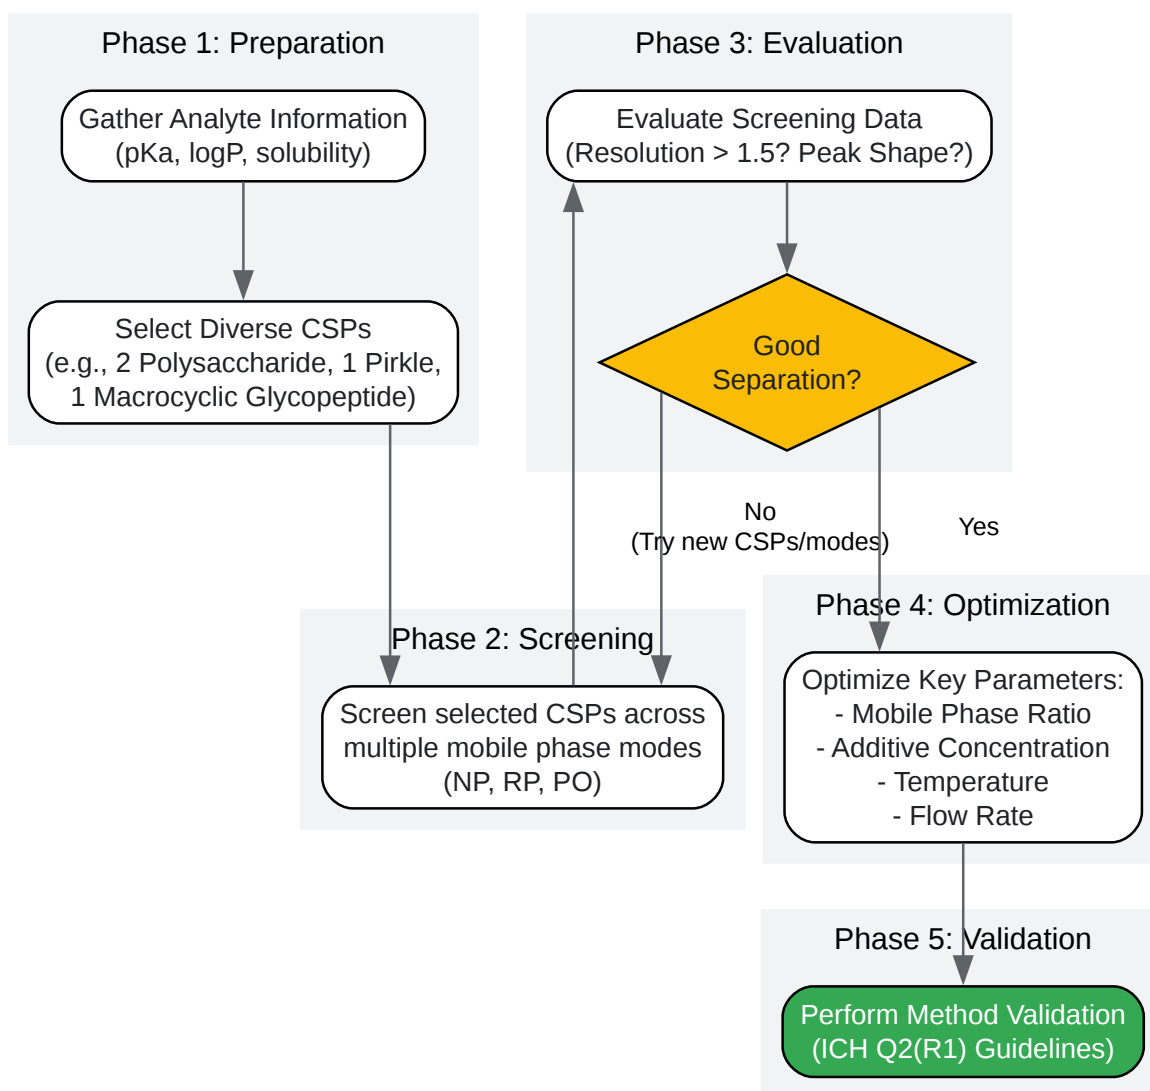 Phase 1: Preparation
Gather Analyte Information
(pKa, logP, solubility)
Select Diverse CSPs
(e.g., 2 Polysaccharide, 1 Pirkle,
1 Macrocyclic Glycopeptide)
Phase 2: Screening
Screen selected CSPs across
multiple mobile phase modes
(NP, RP, PO)
Phase 3: Evaluation
Evaluate Screening Data
(Resolution > 1.5? Peak Shape?)
Good
Separation?
No
(Try new CSPs/modes)
Yes
Phase 4: Optimization
Optimize Key Parameters:
- Mobile Phase Ratio
- Additive Concentration
- Temperature
- Flow Rate
Phase 5: Validation
Perform Method Validation
(ICH Q2(R1) Guidelines)